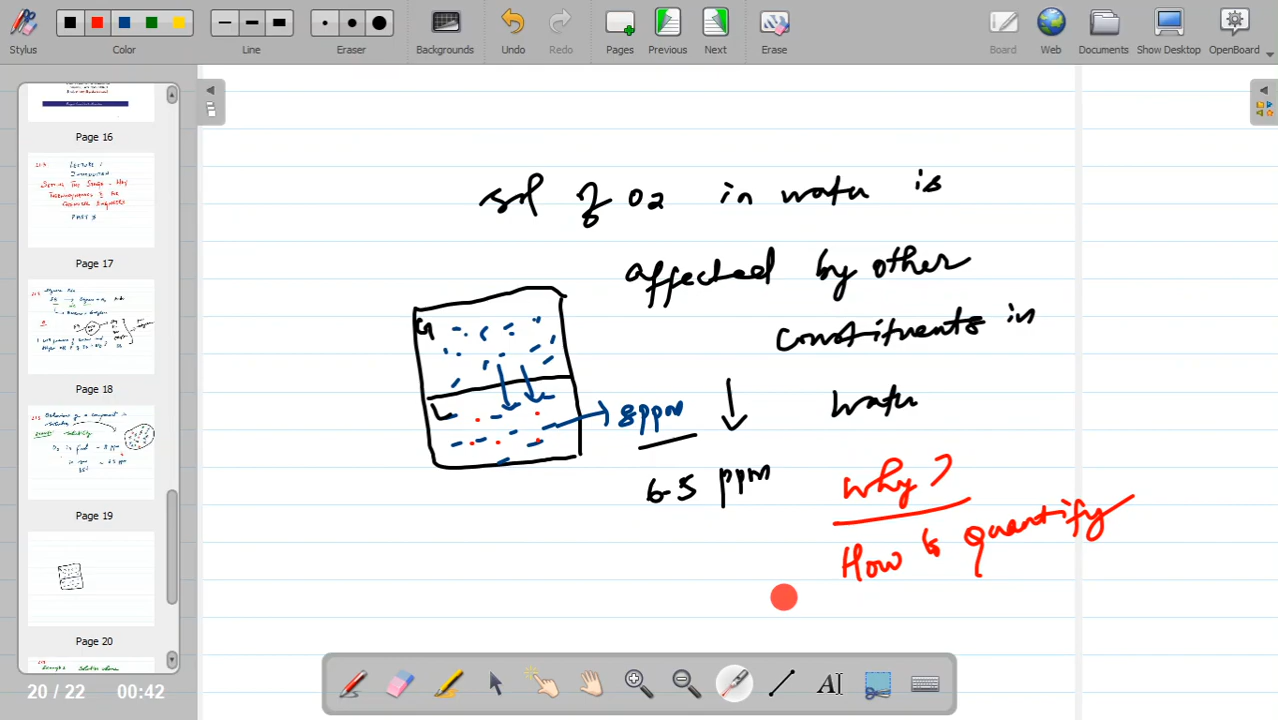 Stylus
Color
Line
Eraser
Backgrounds
Undo
Redo
Pages
Previous
Next
Erase
Board
Web
Documents
Show Desktop
OpenBoard
Page 16
Page 17
Page 18
Page 19
Page 20
20 / 22 00:42
sol of O2 in water is
affected by other
constituents in
water
G
L
8 ppm
6.5 ppm
Why?
How to quantify